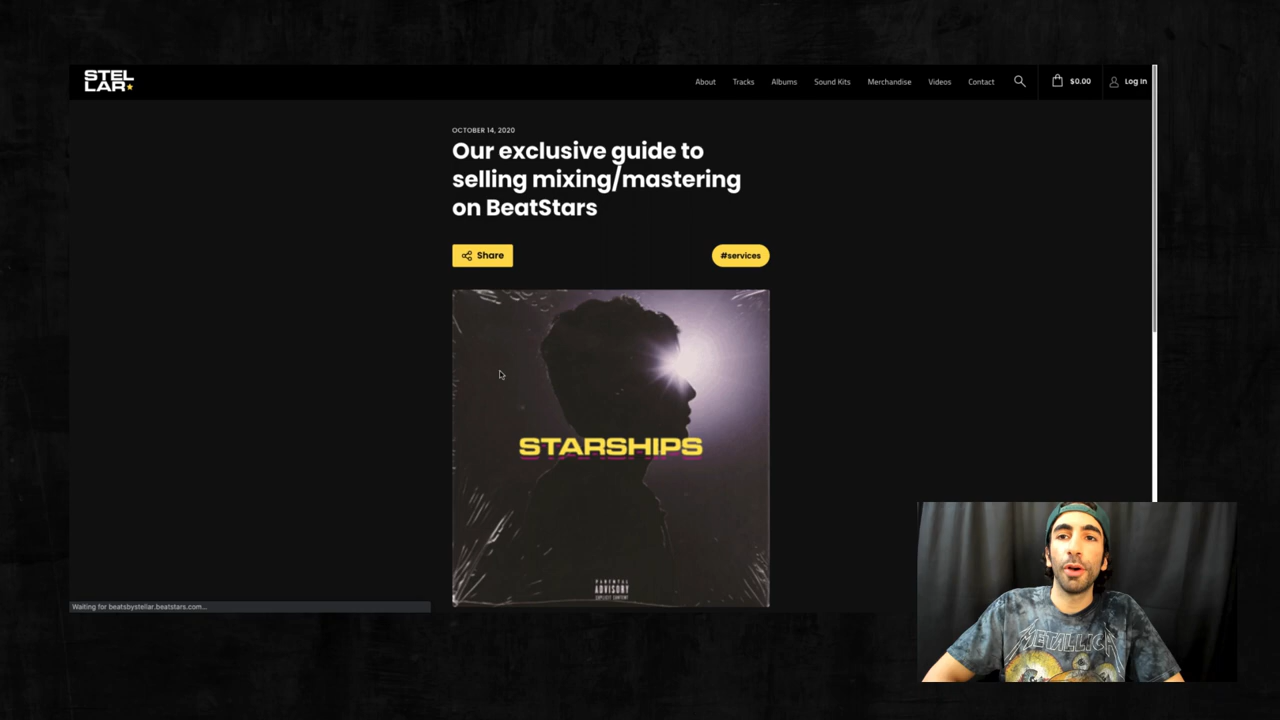 STEL
LAR
About Tracks Albums Sound Kits Merchandise Videos Contact $0.00 Log In
OCTOBER 14, 2020
Our exclusive guide to
selling mixing/mastering
on BeatStars
Share #services
STARSHIPS
PARENTAL
ADVISORY
EXPLICIT CONTENT
Waiting for beatsbystellar.beatstars.com...
METALLICA